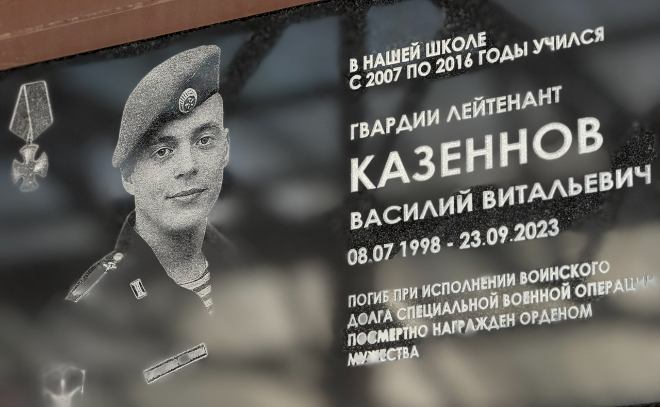 В НАШЕЙ ШКОЛЕ
С 2007 ПО 2016 ГОДЫ УЧИЛСЯ
ГВАРДИИ ЛЕЙТЕНАНТ
КАЗЕННОВ
ВАСИЛИЙ ВИТАЛЬЕВИЧ
08.07 1998 - 23.09.2023
ПОГИБ ПРИ ИСПОЛНЕНИИ ВОИНСКОГО
ДОЛГА СПЕЦИАЛЬНОЙ ВОЕННОЙ ОПЕРАЦИИ
ПОСМЕРТНО НАГРАЖДЕН ОРДЕНОМ
МУЖЕСТВА